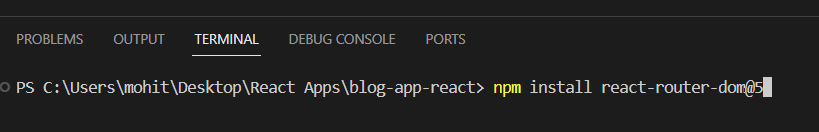 PROBLEMS OUTPUT TERMINAL DEBUG CONSOLE PORTS
PS C:\Users\mohit\Desktop\React Apps\blog-app-react> npm install react-router-dom@5